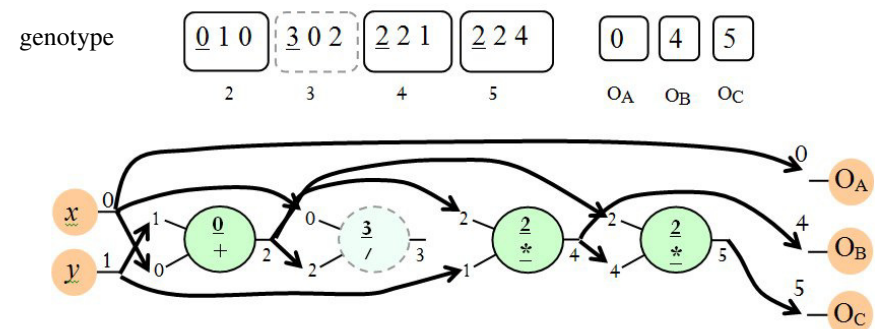 genotype 0 1 0 3 0 2 2 2 1 2 2 4 0 4 5
2 3 4 5 OA OB OC
0 OA
x 0 1 0 + 2 0 2 3 / 3 2 1 2 * 4 2 4 2 * 5
y 1
4 OB
5 OC